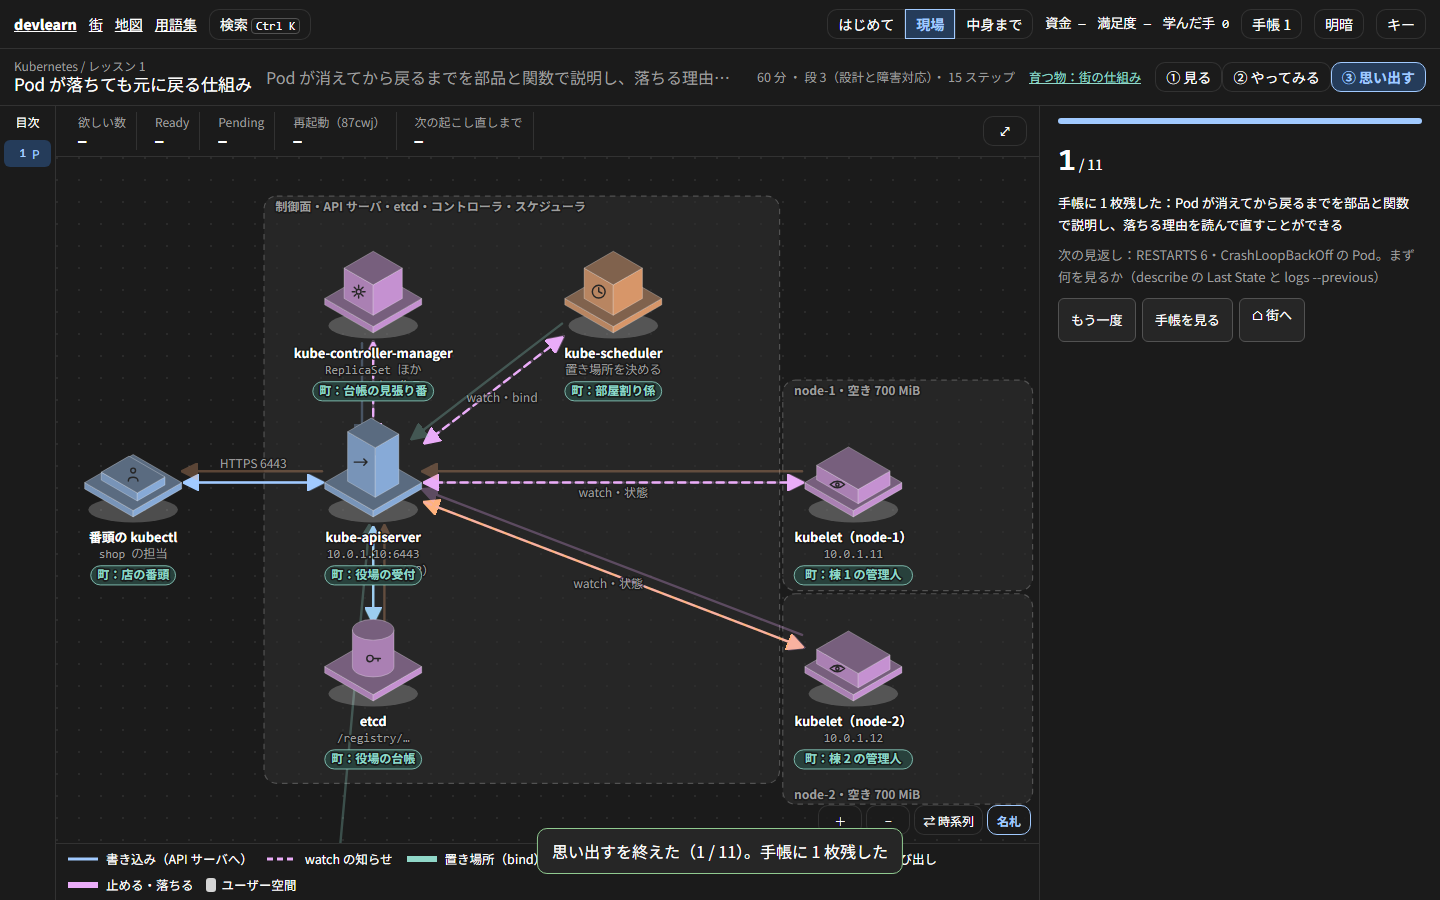 devlearn 街 地図 用語集 検索 Ctrl K はじめて 現場 中身まで 資金 – 満足度 – 学んだ手 0 手帳 1 明暗 キー
Kubernetes / レッスン 1
Pod が落ちても元に戻る仕組み Pod が消えてから戻るまでを部品と関数で説明し、落ちる理由… 60 分・段 3（設計と障害対応）・15 ステップ 育つ物：街の仕組み ① 見る ② やってみる ③ 思い出す
目次
1 P
欲しい数 Ready Pending 再起動（87cwj） 次の起こし直しまで
– – – – –
制御面・API サーバ・etcd・コントローラ・スケジューラ
kube-controller-manager
ReplicaSet ほか
町：台帳の見張り番
kube-scheduler
置き場所を決める
町：部屋割り係
watch・bind
node-1・空き 700 MiB
HTTPS 6443
watch・状態
番頭の kubectl
shop の担当
町：店の番頭
kube-apiserver
10.0.1.10:6443
町：役場の受付
kubelet（node-1）
10.0.1.11
町：棟 1 の管理人
watch・状態
etcd
/registry/…
町：役場の台帳
kubelet（node-2）
10.0.1.12
町：棟 2 の管理人
node-2・空き 700 MiB
＋ － ⇄ 時系列 名札
書き込み（API サーバへ） watch の知らせ 置き場所（bind） び出し
止める・落ちる ユーザー空間
思い出すを終えた（1 / 11）。手帳に 1 枚残した
1 / 11
手帳に 1 枚残した：Pod が消えてから戻るまでを部品と関数
で説明し、落ちる理由を読んで直すことができる
次の見返し：RESTARTS 6・CrashLoopBackOff の Pod。まず
何を見るか（describe の Last State と logs --previous）
もう一度 手帳を見る 街へ